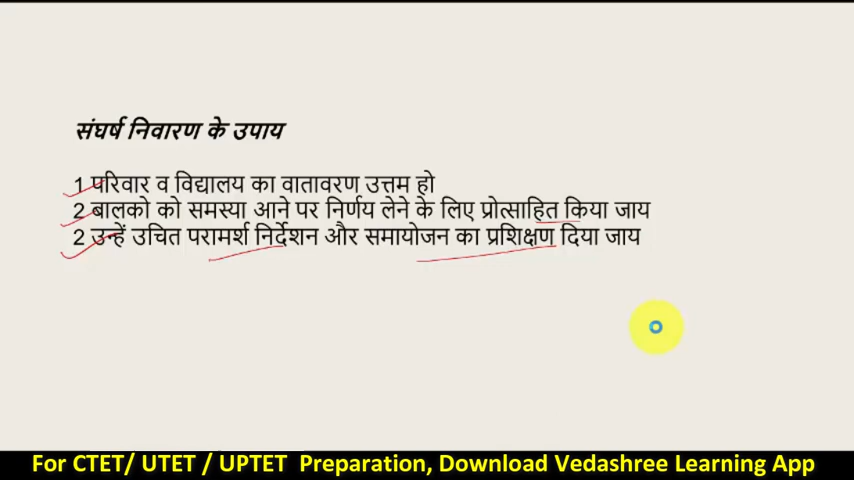 संघर्ष निवारण के उपाय
1 परिवार व विद्यालय का वातावरण उत्तम हो
2 बालको को समस्या आने पर निर्णय लेने के लिए प्रोत्साहित किया जाय
2 उन्हें उचित परामर्श निर्देशन और समायोजन का प्रशिक्षण दिया जाय
For CTET/ UTET / UPTET Preparation, Download Vedashree Learning App